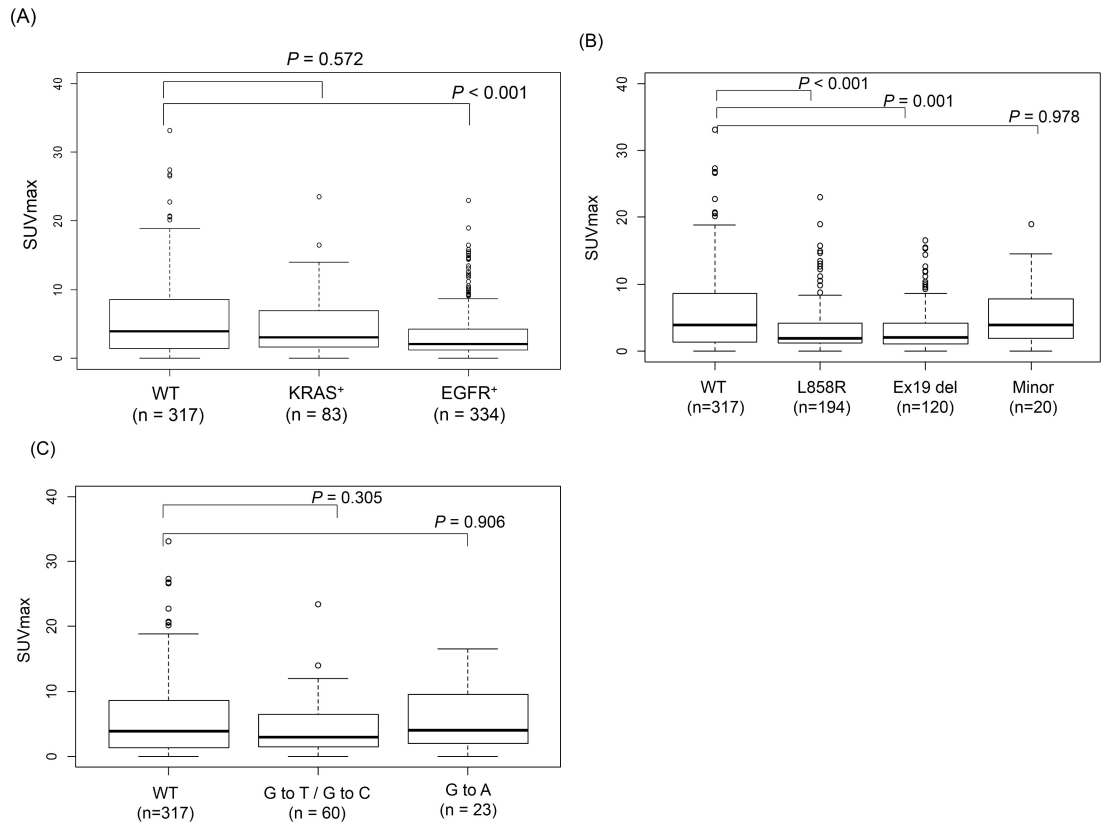 (A)
P = 0.572
P < 0.001
40
30
20
10
0
SUVmax
WT
KRAS⁺
EGFR⁺
(n = 317)
(n = 83)
(n = 334)
(B)
P < 0.001
P = 0.001
P = 0.978
40
30
20
10
0
SUVmax
WT
L858R
Ex19 del
Minor
(n=317)
(n=194)
(n=120)
(n=20)
(C)
P = 0.305
P = 0.906
40
30
20
10
0
SUVmax
WT
G to T / G to C
G to A
(n=317)
(n = 60)
(n = 23)